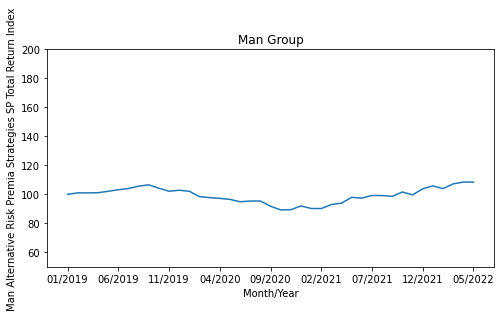 Man Group
Man Alternative Risk Premia Strategies SP Total Return Index
200
180
160
140
120
100
80
60
01/2019 06/2019 11/2019 04/2020 09/2020 02/2021 07/2021 12/2021 05/2022
Month/Year